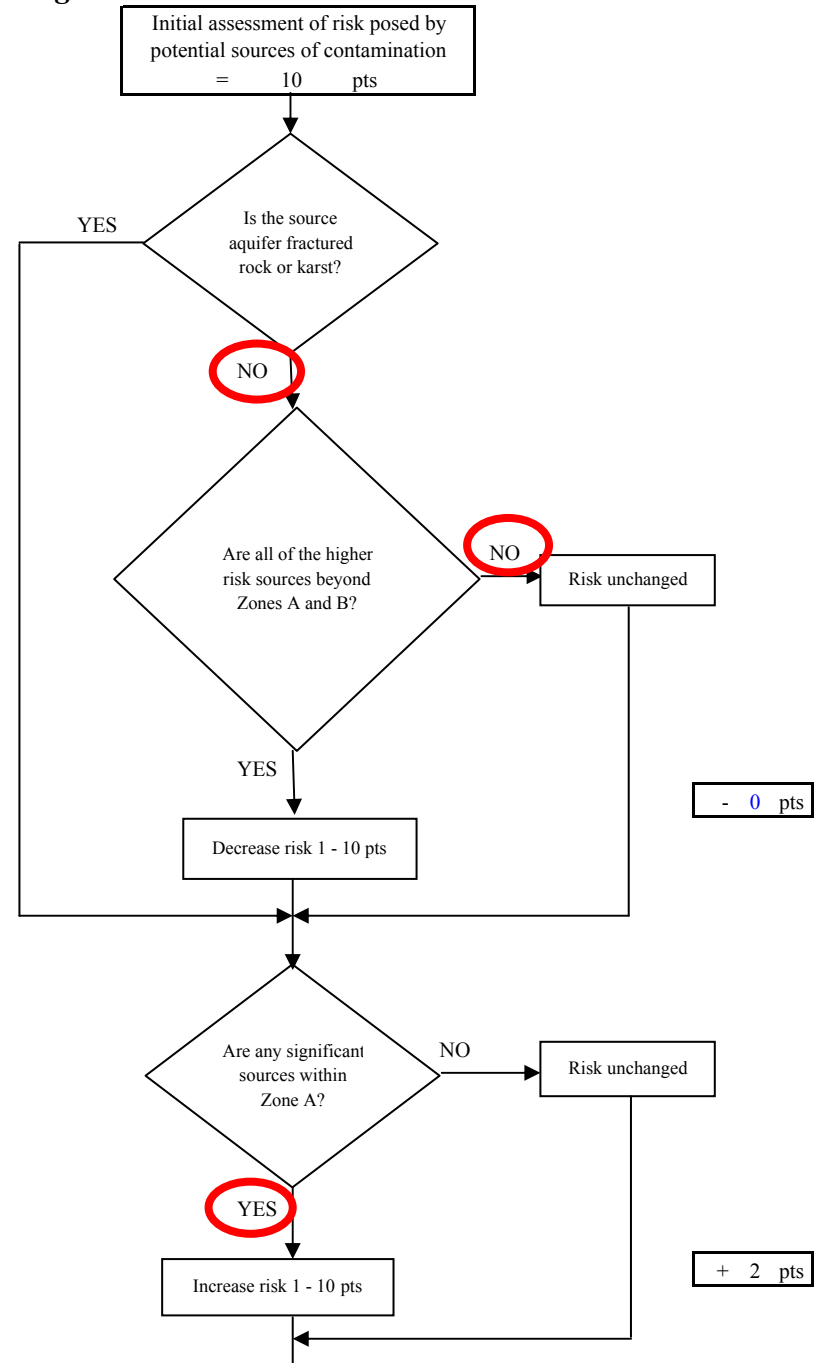 Initial assessment of risk posed by
potential sources of contamination
= 10 pts
YES
Is the source
aquifer fractured
rock or karst?
NO
Are all of the higher
risk sources beyond
Zones A and B?
NO
Risk unchanged
YES
- 0 pts
Decrease risk 1 - 10 pts
Are any significant
sources within
Zone A?
NO
Risk unchanged
YES
Increase risk 1 - 10 pts
+ 2 pts